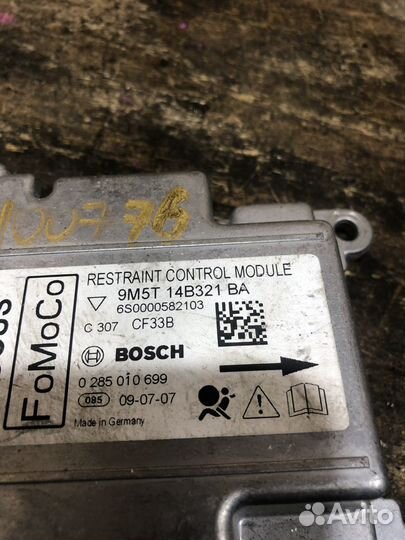 10077B
RESTRAINT CONTROL MODULE
9M5T 14B321 BA
6S0000582103
C 307 CF33B
FoMoCo
BOSCH
0 285 010 699
085 09-07-07
Made in Germany
Avito